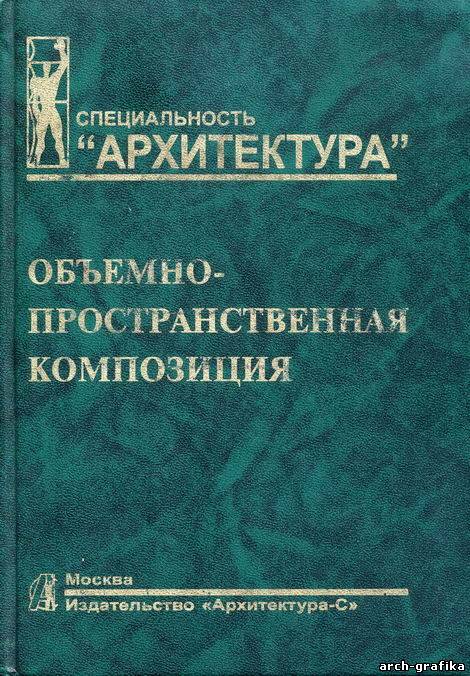 СПЕЦИАЛЬНОСТЬ
“АРХИТЕКТУРА”
ОБЪЕМНО-
ПРОСТРАНСТВЕННАЯ
КОМПОЗИЦИЯ
Москва
Издательство «Архитектура-С»
arch-grafika